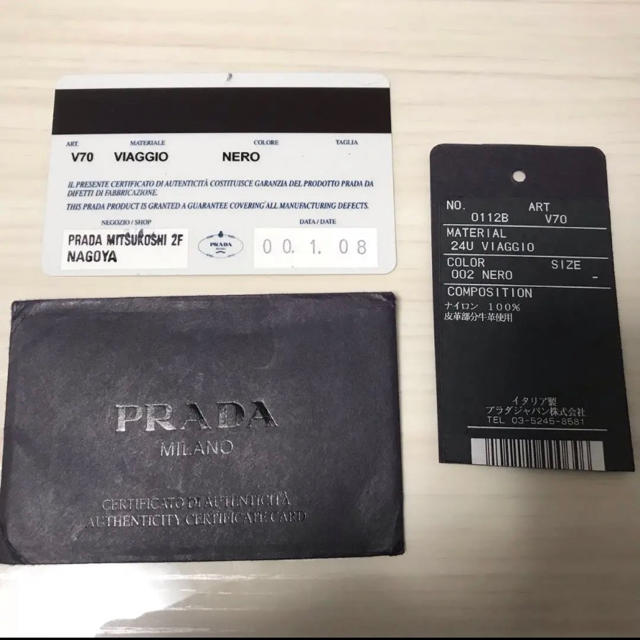 ART. MATERIALE COLORE TAGLIA
V70 VIAGGIO NERO
IL PRESENTE CERTIFICATO DI AUTENTICITÀ COSTITUISCE GARANZIA DEL PRODOTTO PRADA DA
DIFETTI DI FABBRICAZIONE.
THIS PRADA PRODUCT IS GRANTED A GUARANTEE COVERING ALL MANUFACTURING DEFECTS.
NEGOZIO / SHOP DATA / DATE
PRADA MITSUKOSHI 2F
NAGOYA
PRADA
00.1.08
NO. ART
0112B V70
MATERIAL
24U VIAGGIO
COLOR SIZE
002 NERO -
COMPOSITION
ナイロン 100%
皮革部分牛革使用
イタリア製
プラダジャパン株式会社
TEL 03-5245-8581
PRADA
MILANO
CERTIFICATO DI AUTENTICITÀ
AUTHENTICITY CERTIFICATE CARD